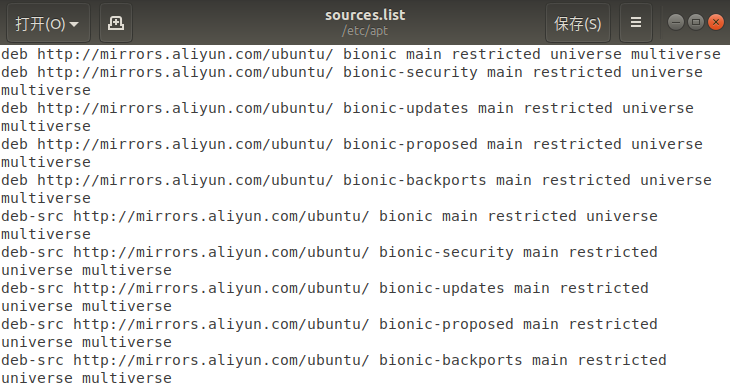 打开(O)
sources.list
/etc/apt
保存(S)
deb http://mirrors.aliyun.com/ubuntu/ bionic main restricted universe multiverse
deb http://mirrors.aliyun.com/ubuntu/ bionic-security main restricted universe
multiverse
deb http://mirrors.aliyun.com/ubuntu/ bionic-updates main restricted universe
multiverse
deb http://mirrors.aliyun.com/ubuntu/ bionic-proposed main restricted universe
multiverse
deb http://mirrors.aliyun.com/ubuntu/ bionic-backports main restricted universe
multiverse
deb-src http://mirrors.aliyun.com/ubuntu/ bionic main restricted universe
multiverse
deb-src http://mirrors.aliyun.com/ubuntu/ bionic-security main restricted
universe multiverse
deb-src http://mirrors.aliyun.com/ubuntu/ bionic-updates main restricted
universe multiverse
deb-src http://mirrors.aliyun.com/ubuntu/ bionic-proposed main restricted
universe multiverse
deb-src http://mirrors.aliyun.com/ubuntu/ bionic-backports main restricted
universe multiverse